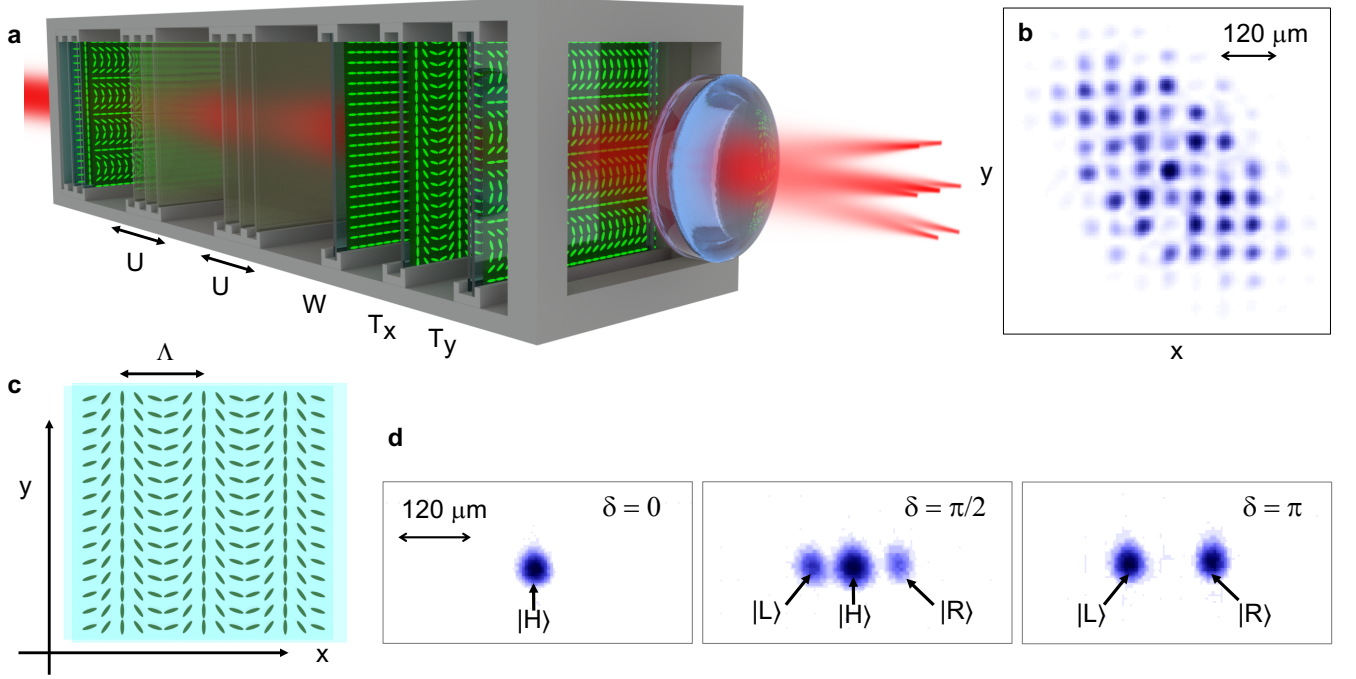 a
U
U
W
Tx
Ty
b
120 μm
y
x
c
Λ
y
x
d
120 μm
δ = 0
|H⟩
δ = π/2
|L⟩
|H⟩
|R⟩
δ = π
|L⟩
|R⟩